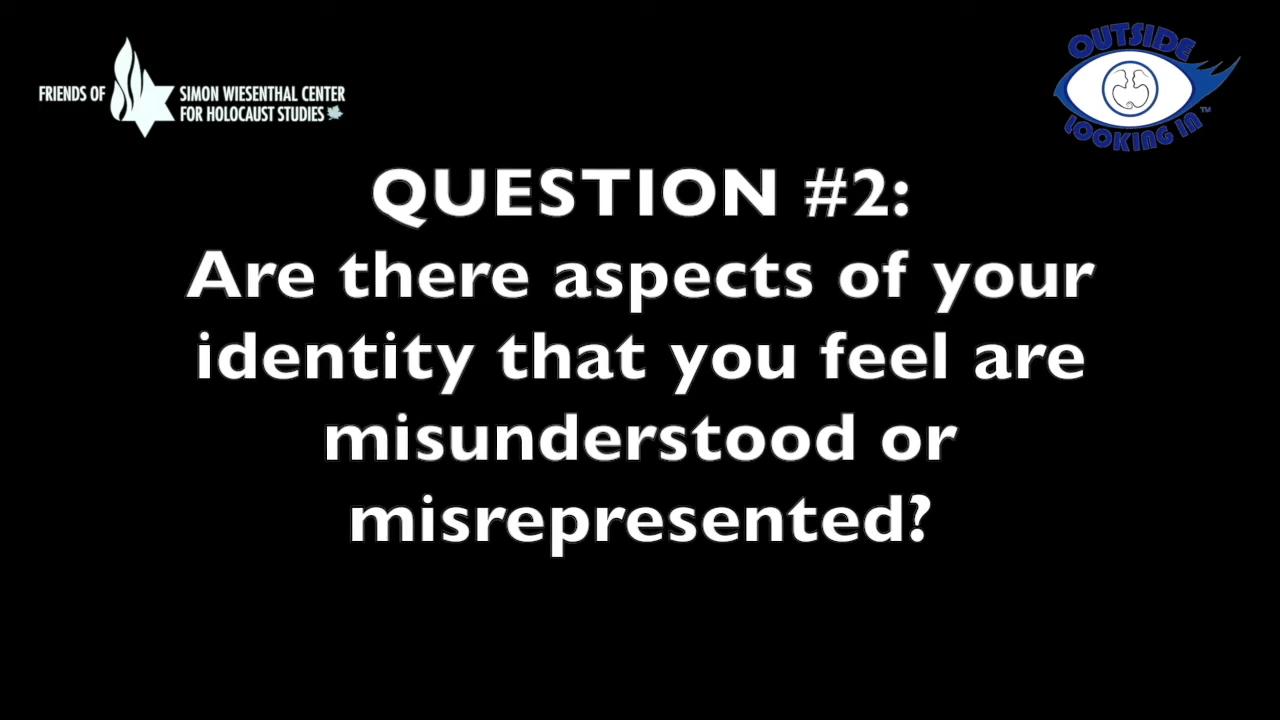 FRIENDS OF
SIMON WIESENTHAL CENTER
FOR HOLOCAUST STUDIES
OUTSIDE
LOOKING IN
TM
QUESTION #2:
Are there aspects of your
identity that you feel are
misunderstood or
misrepresented?